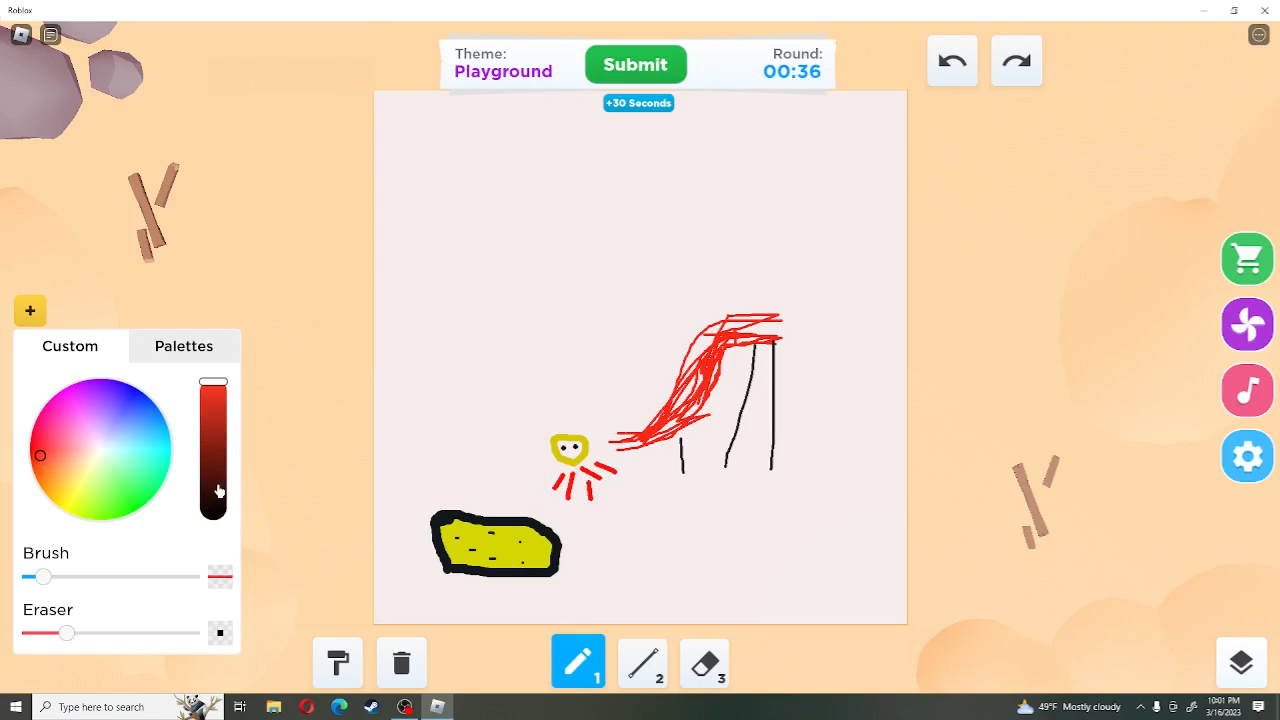 Roblox
Theme:
Playground
Submit
Round:
00:36
+30 Seconds
+
Custom
Palettes
Brush
Eraser
1
2
3
Type here to search
49°F Mostly cloudy
10:01 PM
3/16/2023